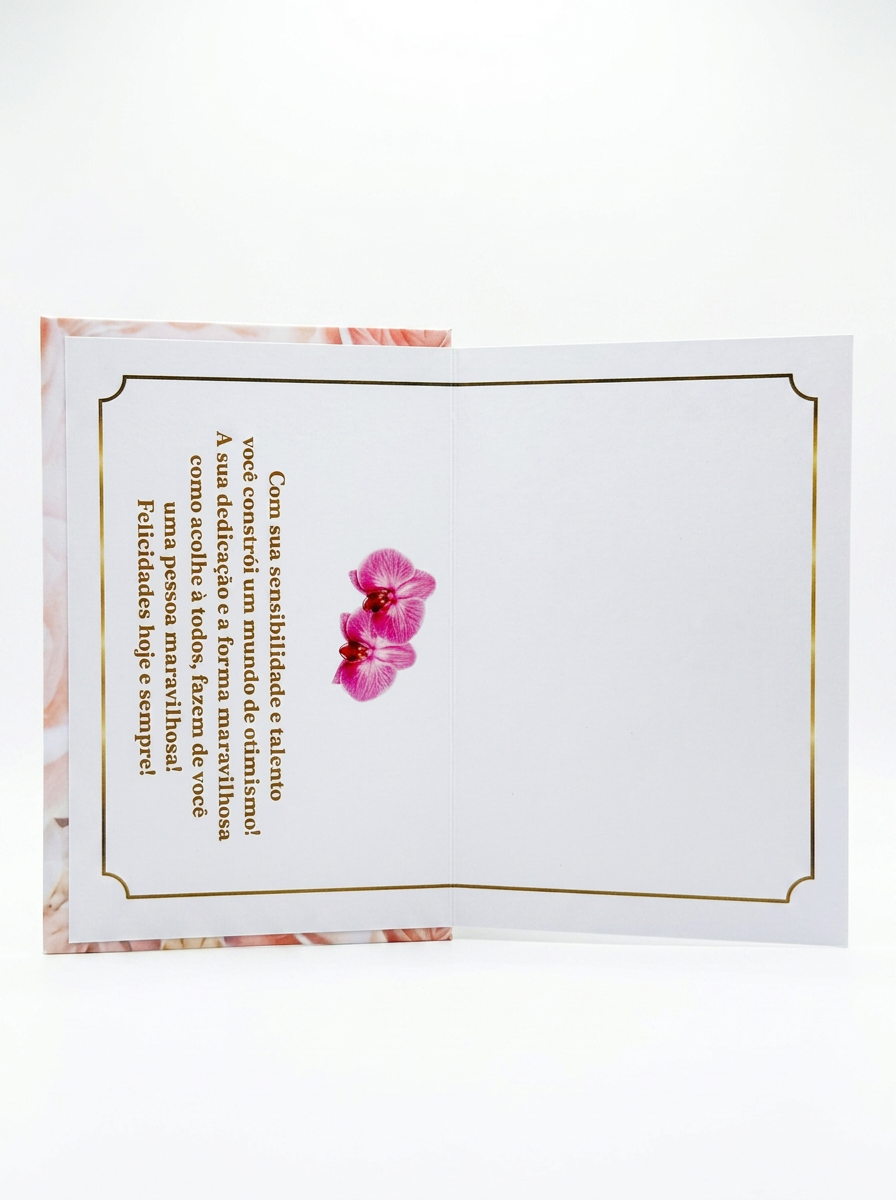 Com sua sensibilidade e talento
você constrói um mundo de otimismo!
A sua dedicação e a forma maravilhosa
como acolhe à todos, fazem de você
uma pessoa maravilhosa!
Felicidades hoje e sempre!